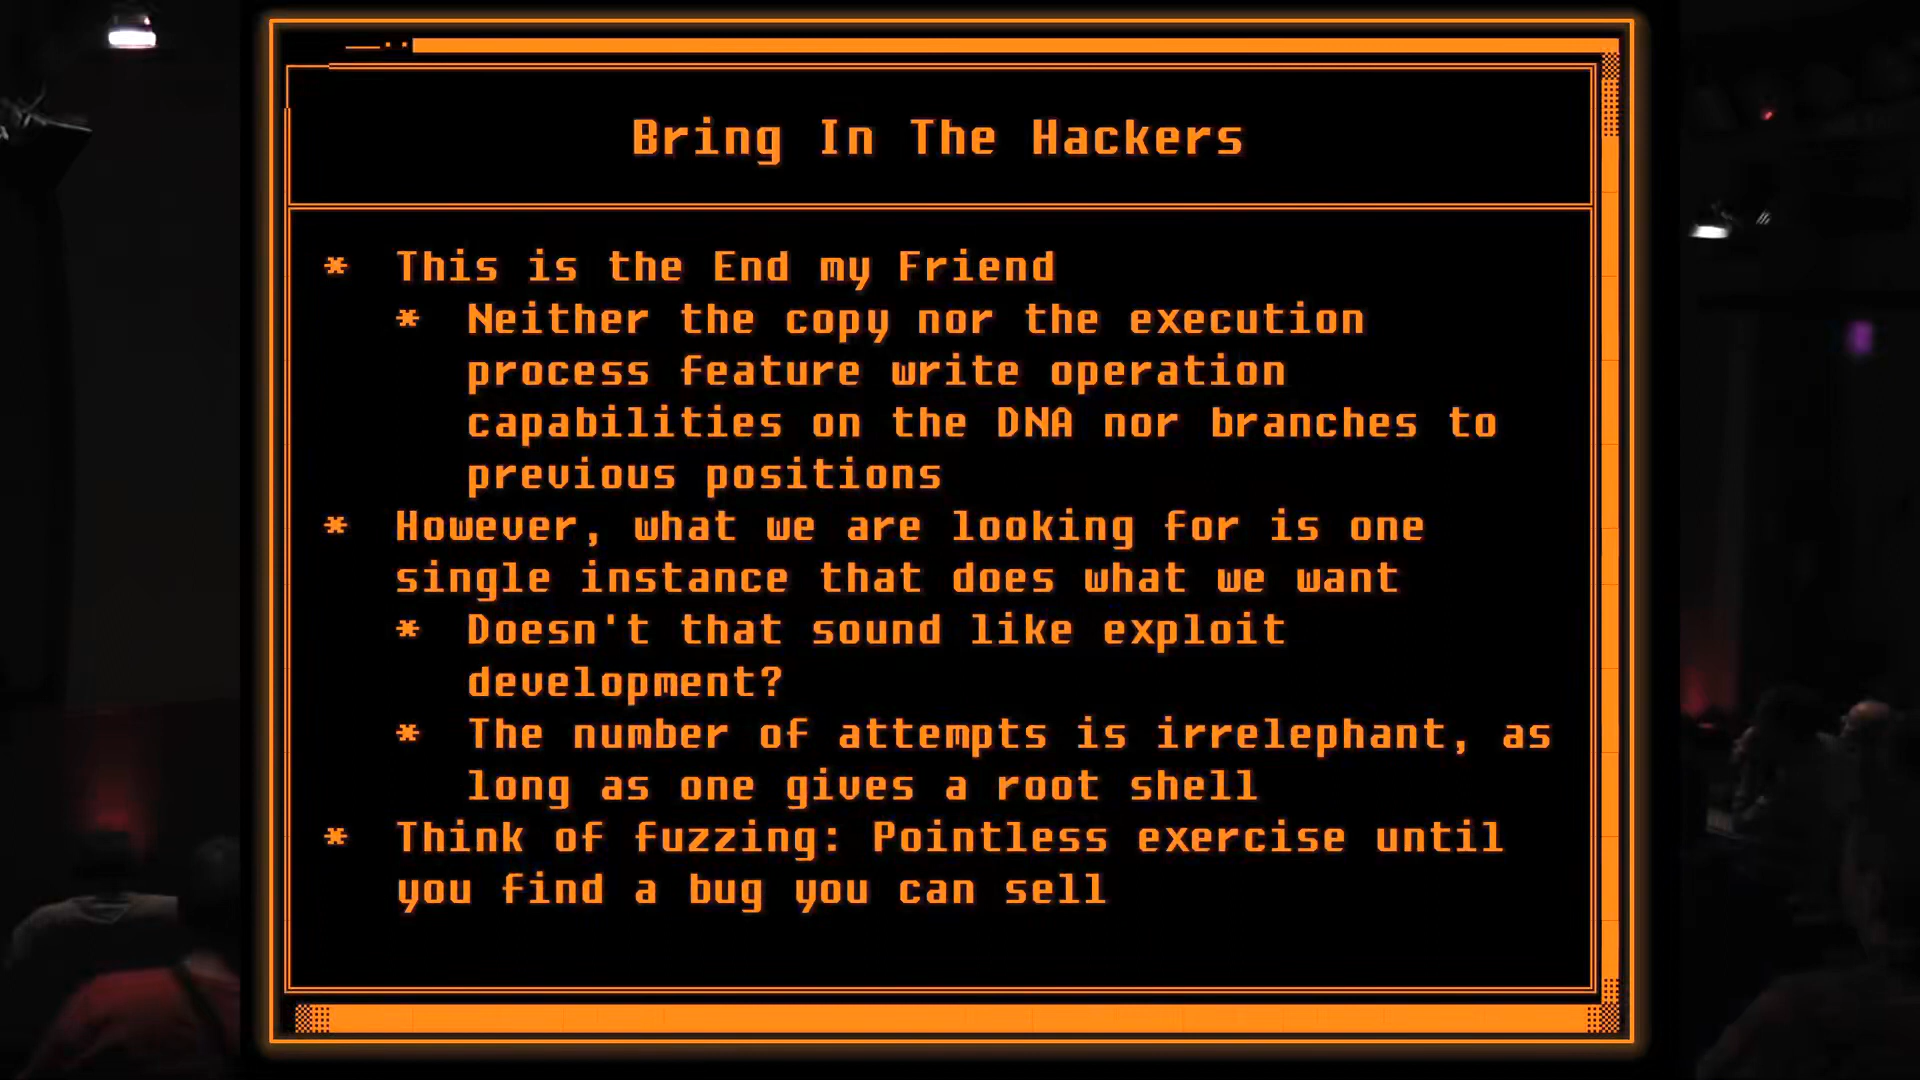 Bring In The Hackers
* This is the End my Friend
* Neither the copy nor the execution
process feature write operation
capabilities on the DNA nor branches to
previous positions
* However, what we are looking for is one
single instance that does what we want
* Doesn't that sound like exploit
development?
* The number of attempts is irrelephant, as
long as one gives a root shell
* Think of fuzzing: Pointless exercise until
you find a bug you can sell